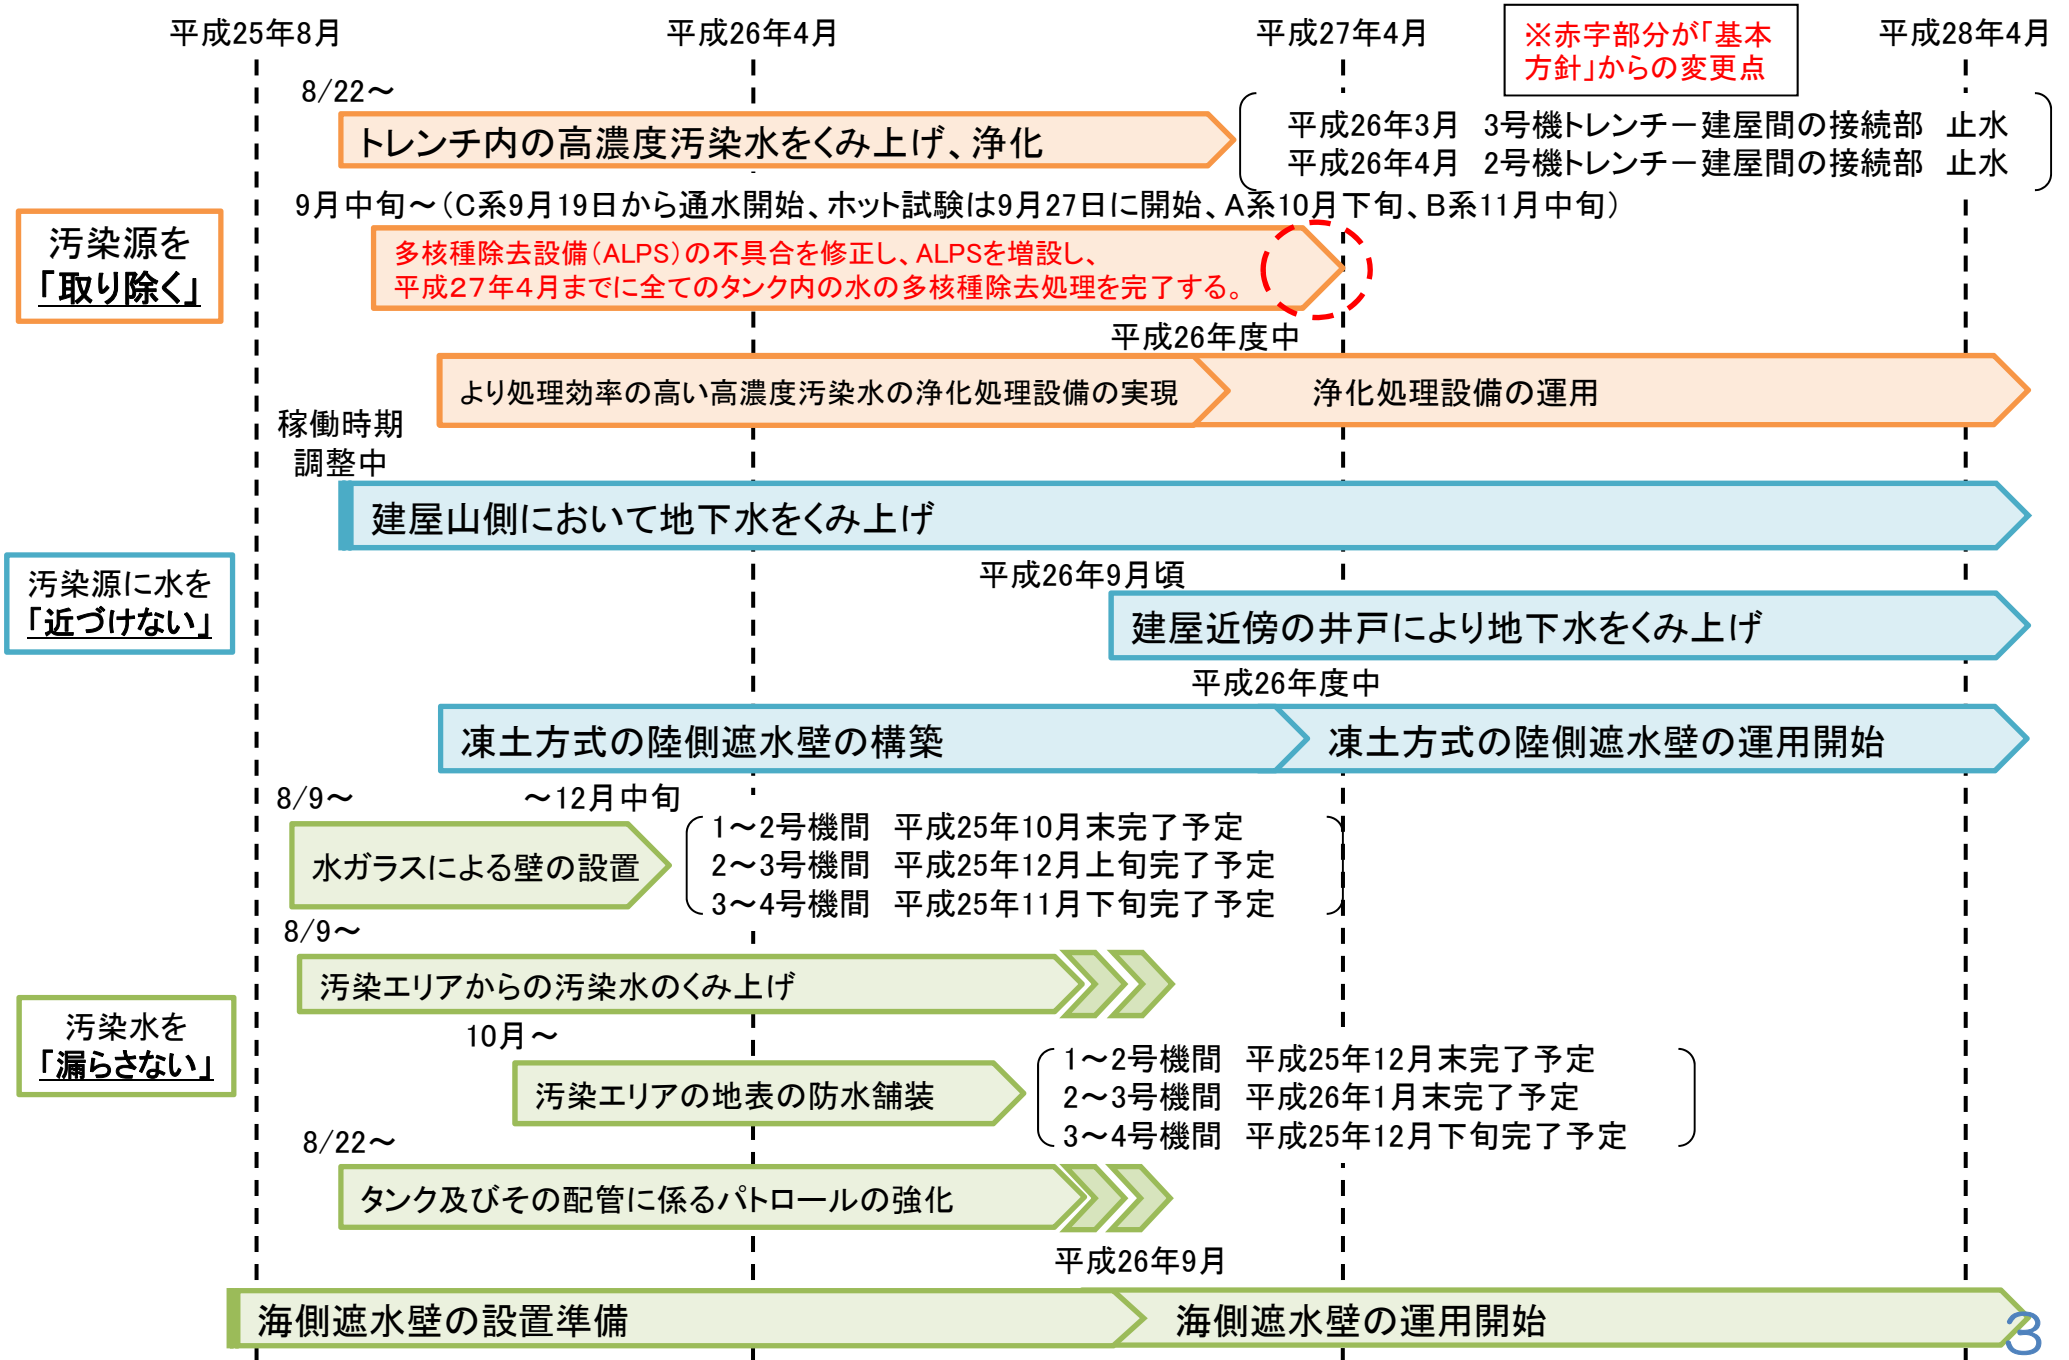 平成25年8月
平成26年4月
平成27年4月
平成28年4月
※赤字部分が「基本
方針」からの変更点
8/22～
トレンチ内の高濃度汚染水をくみ上げ、浄化
平成26年3月　3号機トレンチー建屋間の接続部　止水
平成26年4月　2号機トレンチー建屋間の接続部　止水
9月中旬～（C系9月19日から通水開始、ホット試験は9月27日に開始、A系10月下旬、B系11月中旬）
汚染源を
「取り除く」
多核種除去設備（ALPS）の不具合を修正し、ALPSを増設し、
平成２７年４月までに全てのタンク内の水の多核種除去処理を完了する。
平成26年度中
より処理効率の高い高濃度汚染水の浄化処理設備の実現
浄化処理設備の運用
稼働時期
調整中
建屋山側において地下水をくみ上げ
汚染源に水を
「近づけない」
平成26年9月頃
建屋近傍の井戸により地下水をくみ上げ
平成26年度中
凍土方式の陸側遮水壁の構築
凍土方式の陸側遮水壁の運用開始
8/9～
～12月中旬
水ガラスによる壁の設置
1～2号機間　平成25年10月末完了予定
2～3号機間　平成25年12月上旬完了予定
3～4号機間　平成25年11月下旬完了予定
8/9～
汚染エリアからの汚染水のくみ上げ
汚染水を
「漏らさない」
10月～
汚染エリアの地表の防水舗装
1～2号機間　平成25年12月末完了予定
2～3号機間　平成26年1月末完了予定
3～4号機間　平成25年12月下旬完了予定
8/22～
タンク及びその配管に係るパトロールの強化
平成26年9月
海側遮水壁の設置準備
海側遮水壁の運用開始
3